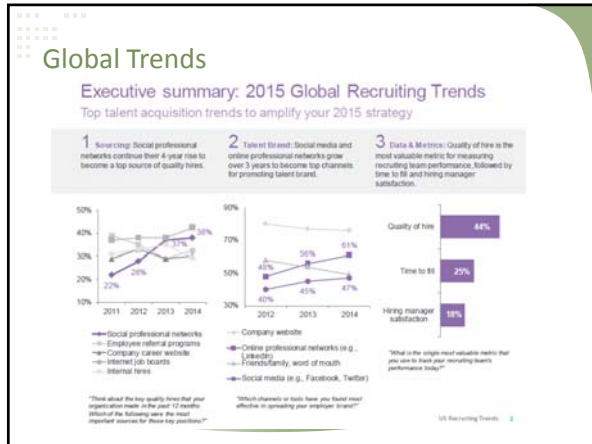 Global Trends
Executive summary: 2015 Global Recruiting Trends
Top talent acquisition trends to amplify your 2015 strategy
1 Sourcing: Social professional
networks continue their 4-year rise to
become a top source of quality hires.
2 Talent Brand: Social media and
online professional networks grow
over 3 years to become top channels
for promoting talent brand.
3 Data & Metrics: Quality of hire is the
most valuable metric for measuring
recruiting team performance, followed by
time to fill and hiring manager
satisfaction.
50%
40%
30%
20%
10%
38%
37%
28%
22%
2011 2012 2013 2014
Social professional networks
Employee referral programs
Company career website
Internet job boards
Internal hires
"Think about the key quality hires that your
organization made in the past 12 months.
Which of the following were the most
important sources for those key positions?"
90%
70%
50%
30%
61%
56%
48%
47%
45%
40%
2012 2013 2014
Company website
Online professional networks (e.g.,
LinkedIn)
Friends/family, word of mouth
Social media (e.g., Facebook, Twitter)
"Which channels or tools have you found most
effective in spreading your employer brand?"
Quality of hire 44%
Time to fill 25%
Hiring manager
satisfaction
18%
"What is the single most valuable metric that
you use to track your recruiting team's
performance today?"
US Recruiting Trends